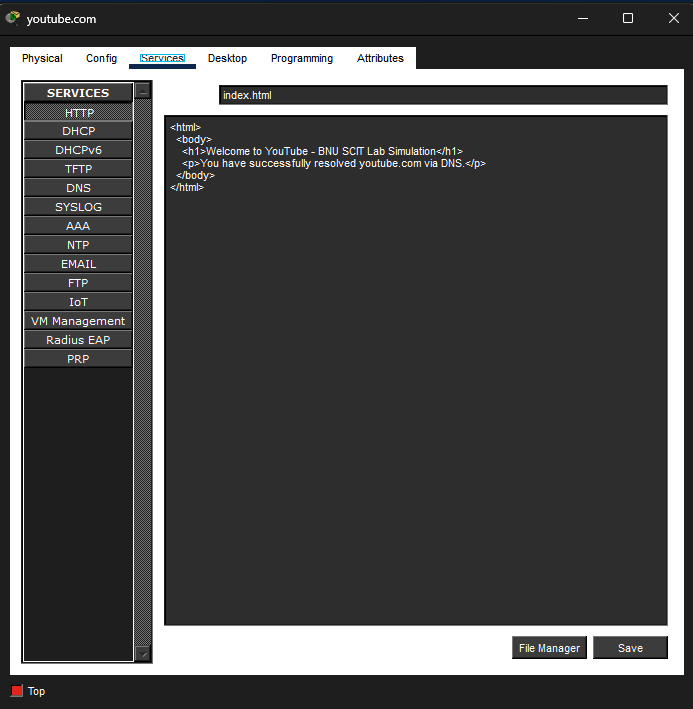 youtube.com
Physical Config Services Desktop Programming Attributes
SERVICES
HTTP
DHCP
DHCPv6
TFTP
DNS
SYSLOG
AAA
NTP
EMAIL
FTP
IoT
VM Management
Radius EAP
PRP
index.html
<html>
  <body>
    <h1>Welcome to YouTube - BNU SCIT Lab Simulation</h1>
    <p>You have successfully resolved youtube.com via DNS.</p>
  </body>
</html>
File Manager Save
Top